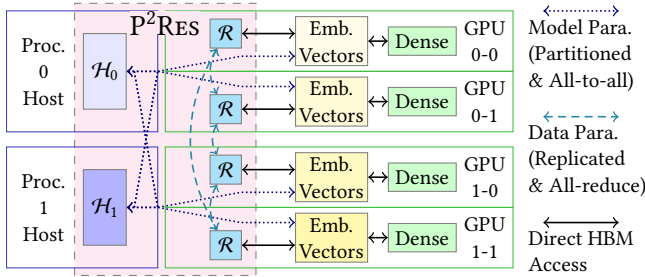 P²RES
Proc.
0
Host
ℋ₀
ℛ
Emb.
Vectors
Dense
GPU
0-0
ℛ
Emb.
Vectors
Dense
GPU
0-1
Proc.
1
Host
ℋ₁
ℛ
Emb.
Vectors
Dense
GPU
1-0
ℛ
Emb.
Vectors
Dense
GPU
1-1
Model Para.
(Partitioned
& All-to-all)
Data Para.
(Replicated
& All-reduce)
Direct HBM
Access